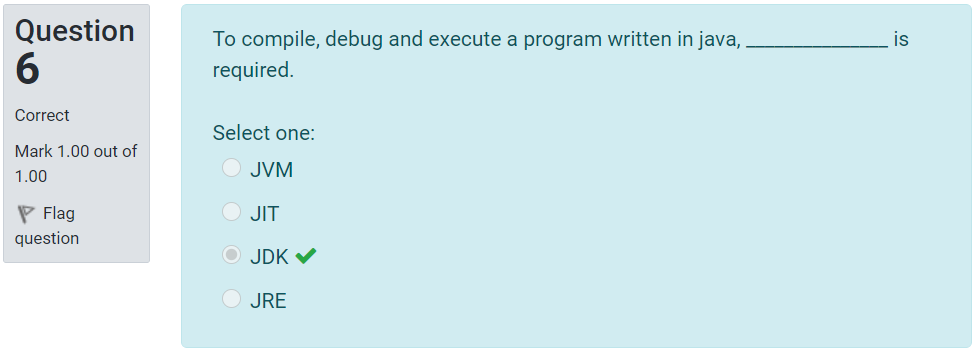 Question
6
Correct
Mark 1.00 out of
1.00
Flag
question
To compile, debug and execute a program written in java, _______________ is
required.
Select one:
JVM
JIT
JDK
JRE